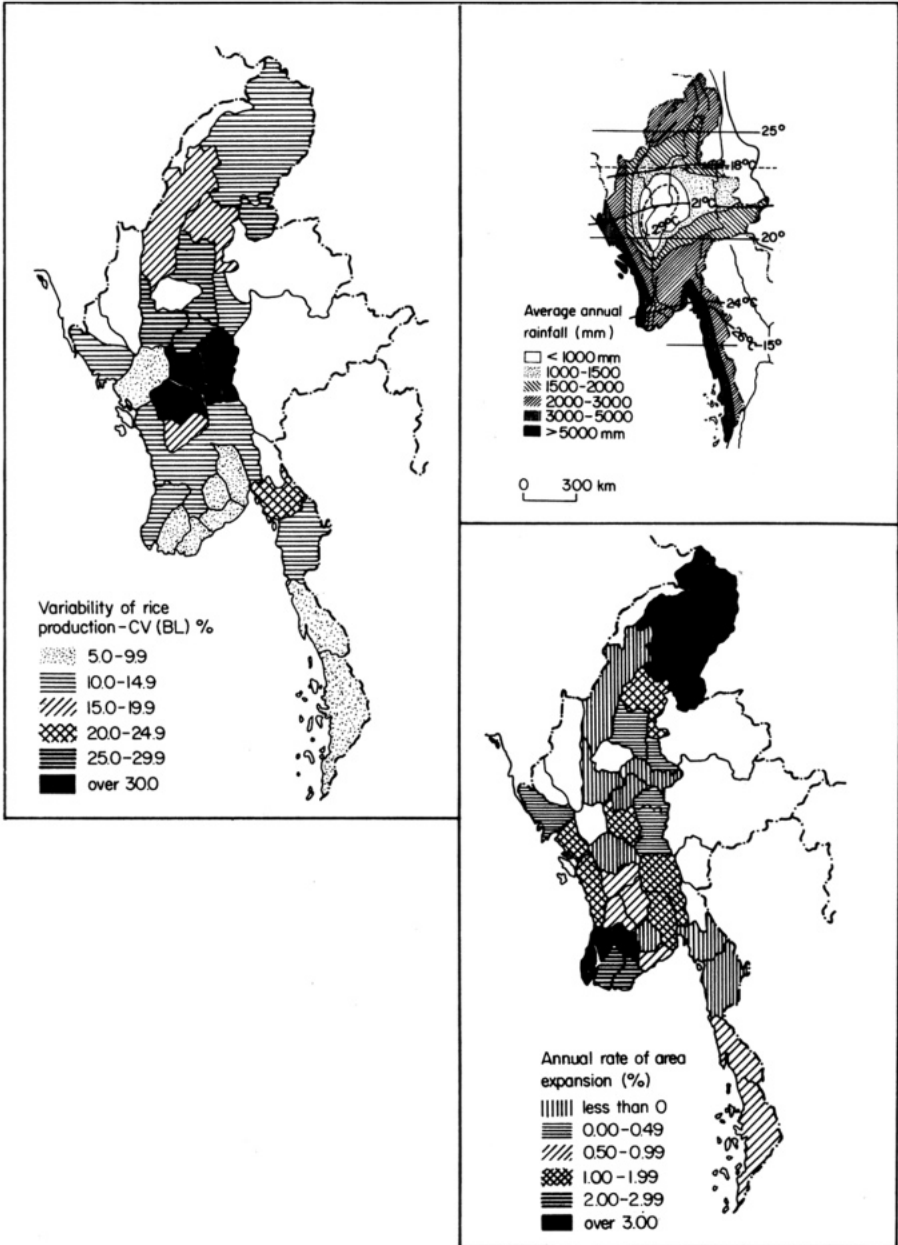 Variability of rice
production-CV (BL) %
5.0-9.9
10.0-14.9
15.0-19.9
20.0-24.9
25.0-29.9
over 30.0
25°
18°C
21°C
29°C
20°
24°C
15°
Average annual
rainfall (mm)
< 1000 mm
1000-1500
1500-2000
2000-3000
3000-5000
> 5000 mm
0 300 km
Annual rate of area
expansion (%)
less than 0
0.00-0.49
0.50-0.99
1.00-1.99
2.00-2.99
over 3.00